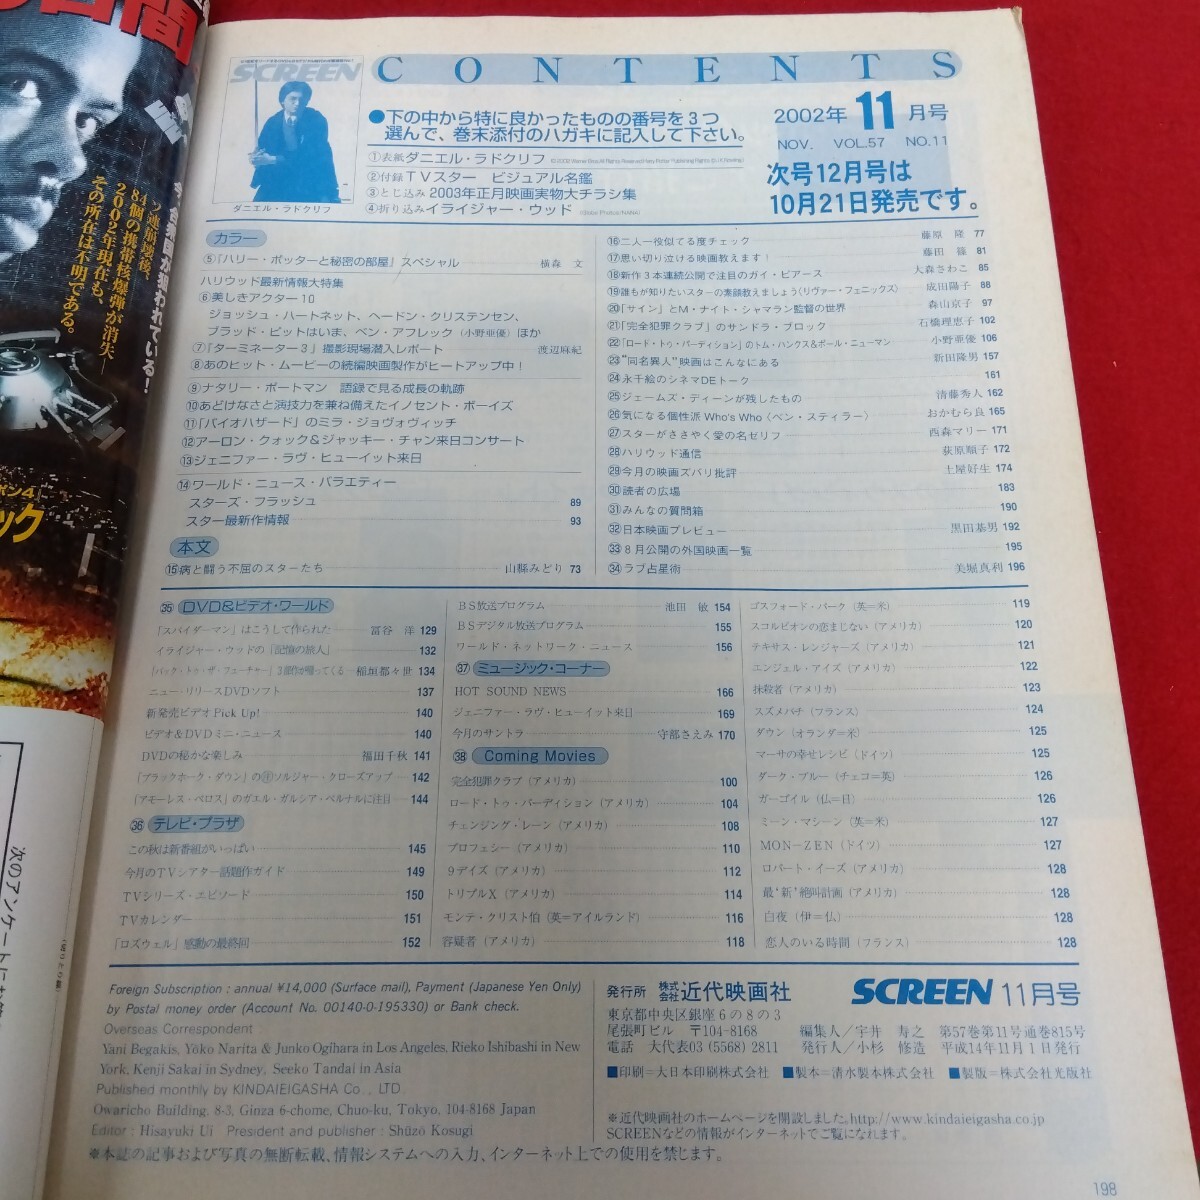 SCREEN
CONTENTS
ダニエル・ラドクリフ
●下の中から特に良かったものの番号を3つ
選んで、巻末添付のハガキに記入して下さい。
①表紙 ダニエル・ラドクリフ
②付録 TVスター ビジュアル名鑑
③とじ込み 2003年正月映画実物大チラシ集
④折り込み イライジャー・ウッド
2002年11月号
NOV. VOL.57 NO.11
次号12月号は
10月21日発売です。
カラー
⑤「ハリー・ポッターと秘密の部屋」スペシャル 横森 文
ハリウッド最新情報大特集
⑥美しきアクター10
ジョッシュ・ハートネット、ヘードン・クリステンセン、
ブラッド・ピットはいま、ベン・アフレック(小野亜優)ほか
⑦「ターミネーター3」撮影現場潜入レポート 渡辺麻紀
⑧あのヒット・ムービーの続編映画製作がヒートアップ中!
⑨ナタリー・ポートマン 語録で見る成長の軌跡
⑩あどけなさと演技力を兼ね備えたイノセント・ボーイズ
⑪「バイオハザード」のミラ・ジョヴォヴィッチ
⑫アーロン・クォック&ジャッキー・チャン来日コンサート
⑬ジェニファー・ラヴ・ヒューイット来日
⑭ワールド・ニュース・バラエティー
スターズ・フラッシュ 89
スター最新作情報 93
本文
⑮病と闘う不屈のスターたち 山縣みどり 73
⑯二人一役似てる度チェック 藤原 隆 77
⑰思い切り泣ける映画教えます! 藤田 篠 81
⑱新作3本連続公開で注目のガイ・ピアース 大森さわこ 85
⑲誰もが知りたいスターの素顔教えましょう〈リヴァー・フェニックス〉 成田陽子 88
⑳「サイン」とM・ナイト・シャマラン監督の世界 森山京子 97
㉑「完全犯罪クラブ」のサンドラ・ブロック 石橋理恵子 102
㉒「ロード・トゥ・パーディション」のトム・ハンクス&ポール・ニューマン 小野亜優 106
㉓"同名異人"映画はこんなにある 新田隆男 157
㉔永千絵のシネマDEトーク 161
㉕ジェームズ・ディーンが残したもの 清藤秀人 162
㉖気になる個性派 Who's Who〈ベン・スティラー〉 おかむら良 165
㉗スターがささやく愛の名ゼリフ 西森マリー 171
㉘ハリウッド通信 荻原順子 172
㉙今月の映画ズバリ批評 土屋好生 174
㉚読者の広場 183
㉛みんなの質問箱 190
㉜日本映画プレビュー 黒田基男 192
㉝8月公開の外国映画一覧 195
㉞ラブ占星術 美堀真利 196
㉟DVD&ビデオ・ワールド
「スパイダーマン」はこうして作られた 冨谷 洋 129
イライジャー・ウッドの「記憶の旅人」 132
「バック・トゥ・ザ・フューチャー」3部作が帰ってくる 稲垣都々世 134
ニュー・リリースDVDソフト 137
新発売ビデオ Pick Up! 140
ビデオ&DVDミニ・ニュース 140
DVDの秘かな楽しみ 福田千秋 141
「ブラックホーク・ダウン」の㊙ソルジャー・クローズアップ 142
「アモーレス・ペロス」のガエル・ガルシア・ベルナルに注目 144
㊱テレビ・プラザ
この秋は新番組がいっぱい 145
今月のTVシアター話題作ガイド 149
TVシリーズ・エピソード 150
TVカレンダー 151
「ロズウェル」感動の最終回 152
BS放送プログラム 池田 敏 154
BSデジタル放送プログラム 155
ワールド・ネットワーク・ニュース 156
㊲ミュージック・コーナー
HOT SOUND NEWS 166
ジェニファー・ラヴ・ヒューイット来日 169
今月のサントラ 守部さえみ 170
㊳Coming Movies
完全犯罪クラブ(アメリカ) 100
ロード・トゥ・パーディション(アメリカ) 104
チェンジング・レーン(アメリカ) 108
プロフェシー(アメリカ) 110
9デイズ(アメリカ) 112
トリプルX(アメリカ) 114
モンテ・クリスト伯(英=アイルランド) 116
容疑者(アメリカ) 118
ゴスフォード・パーク(英=米) 119
スコルピオンの恋まじない(アメリカ) 120
テキサス・レンジャーズ(アメリカ) 121
エンジェル・アイズ(アメリカ) 122
抹殺者(アメリカ) 123
スズメバチ(フランス) 124
ダウン(オランダ=米) 125
マーサの幸せレシピ(ドイツ) 125
ダーク・ブルー(チェコ=英) 126
ガーゴイル(仏=日) 126
ミーン・マシーン(英=米) 127
MON-ZEN(ドイツ) 127
ロバート・イーズ(アメリカ) 128
最'新'絶叫計画(アメリカ) 128
白夜(伊=仏) 128
恋人のいる時間(フランス) 128
Foreign Subscription : annual ¥14,000 (Surface mail), Payment (Japanese Yen Only)
by Postal money order (Account No. 00140-0-195330) or Bank check.
Overseas Correspondent :
Yani Begakis, Yōko Narita & Junko Ogihara in Los Angeles, Rieko Ishibashi in New
York, Kenji Sakai in Sydney, Seeko Tandai in Asia
Published monthly by KINDAIEIGASHA Co., LTD
Owaricho Building, 8-3, Ginza 6-chome, Chuo-ku, Tokyo, 104-8168 Japan
Editor : Hisayuki Ui President and publisher : Shūzō Kosugi
※本誌の記事および写真の無断転載、情報システムへの入力、インターネット上での使用を禁じます。
発行所 株式会社 近代映画社 SCREEN 11月号
東京都中央区銀座6の8の3
尾張町ビル 〒104-8168 編集人/宇井 寿之 第57巻第11号通巻815号
電話 大代表03(5568)2811 発行人/小杉 修造 平成14年11月1日発行
■印刷=大日本印刷株式会社 ■製本=清水製本株式会社 ■製版=株式会社光版社
※近代映画社のホームページを開設しました。http://www.kindaieigasha.co.jp
SCREENなどの情報がインターネットでご覧になれます。
198
ソ連崩壊後、
84個の携帯核爆弾が消失―
2002年現在も、
その所在は不明である。
が狙われている!
次のアンケートにお答